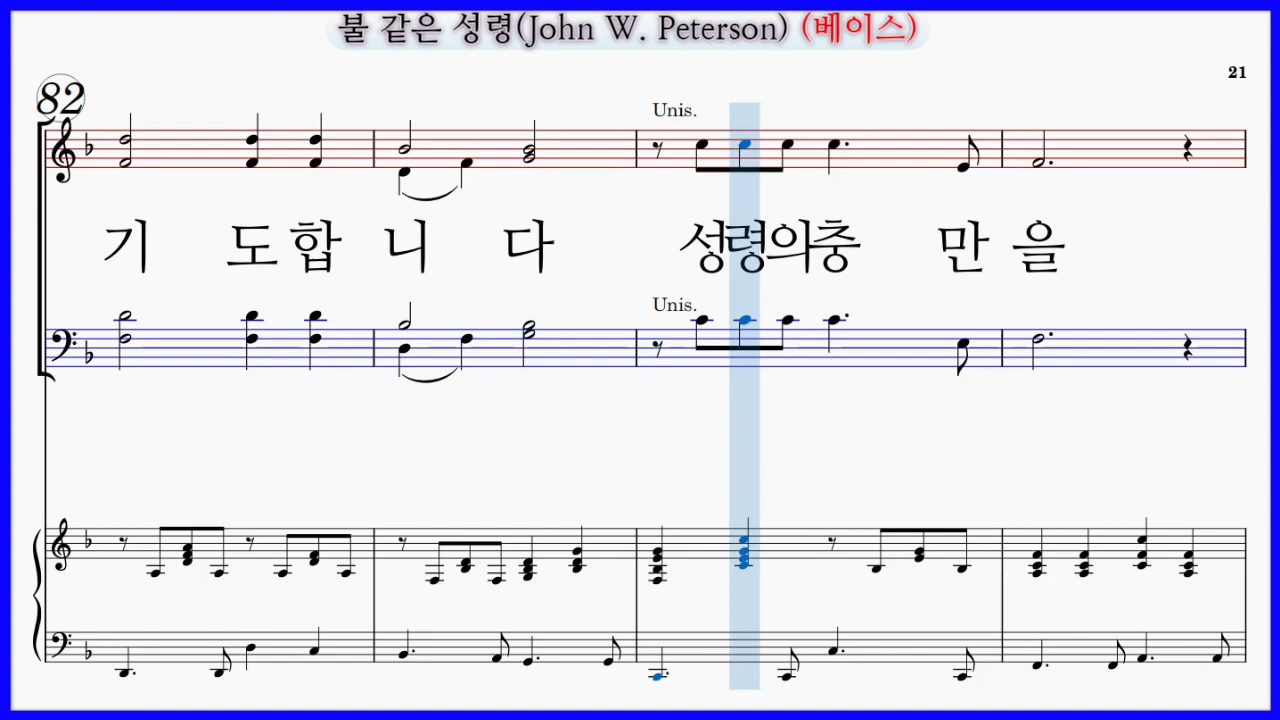 불 같은 성령(John W. Peterson) (베이스)
21
82
Unis.
기 도합 니 다 성령의충 만 을
Unis.